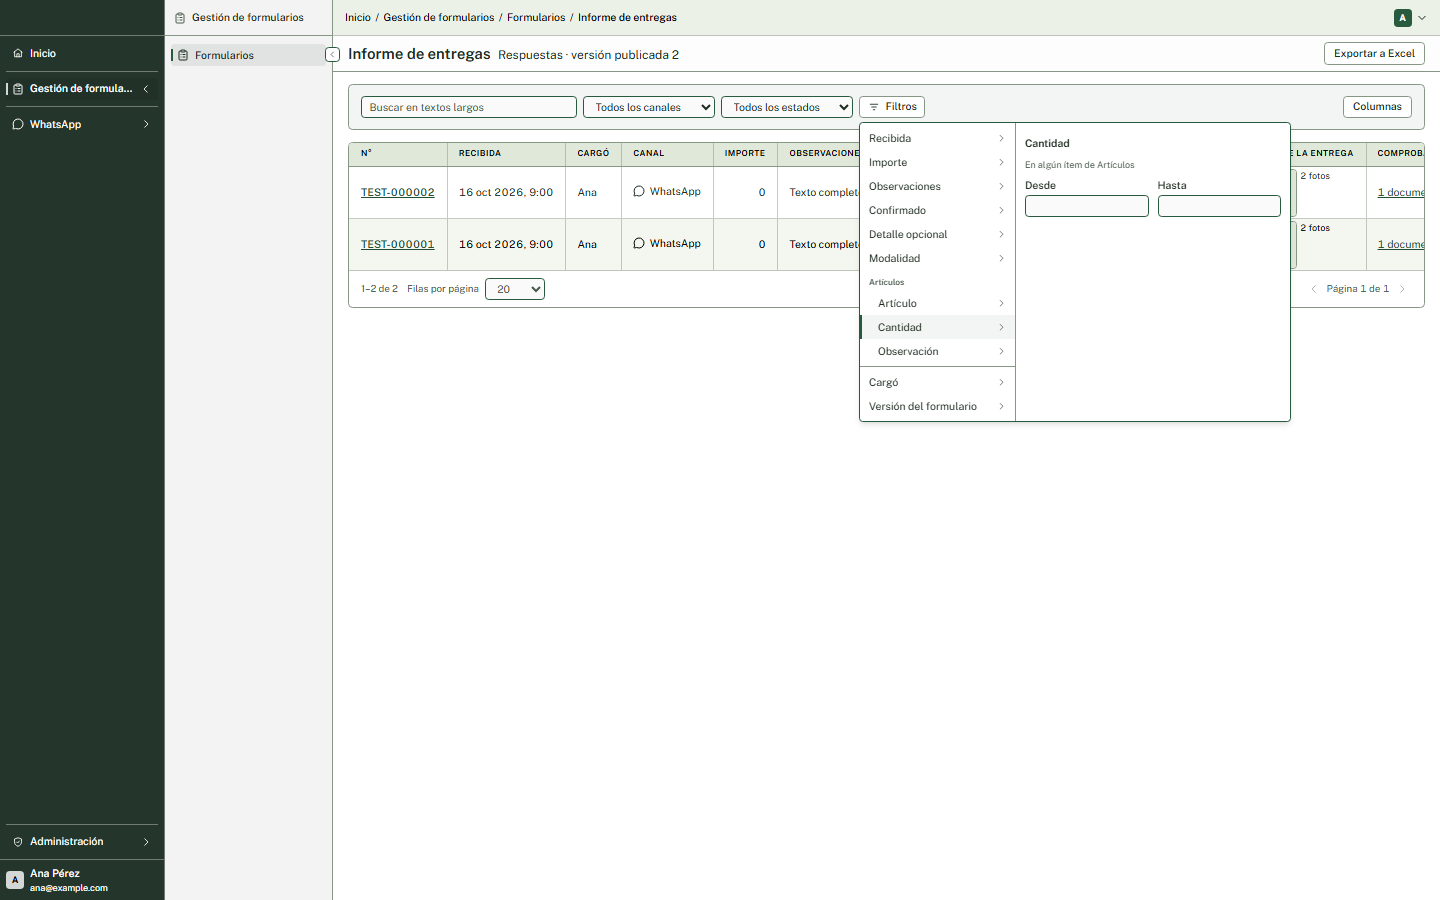 Inicio
Gestión de formula...
WhatsApp
Administración
A
Ana Pérez
ana@example.com
Gestión de formularios
Formularios
Inicio / Gestión de formularios / Formularios / Informe de entregas
A
Informe de entregas Respuestas · versión publicada 2
Exportar a Excel
Buscar en textos largos
Todos los canales
Todos los estados
Filtros
Columnas
N° RECIBIDA CARGÓ CANAL IMPORTE OBSERVACIONE E LA ENTREGA COMPROB
TEST-000002 16 oct 2026, 9:00 Ana WhatsApp 0 Texto complet 2 fotos 1 docume
TEST-000001 16 oct 2026, 9:00 Ana WhatsApp 0 Texto complet 2 fotos 1 docume
1–2 de 2 Filas por página 20 Página 1 de 1
Recibida
Importe
Observaciones
Confirmado
Detalle opcional
Modalidad
Artículos
Artículo
Cantidad
Observación
Cargó
Versión del formulario
Cantidad
En algún ítem de Artículos
Desde Hasta